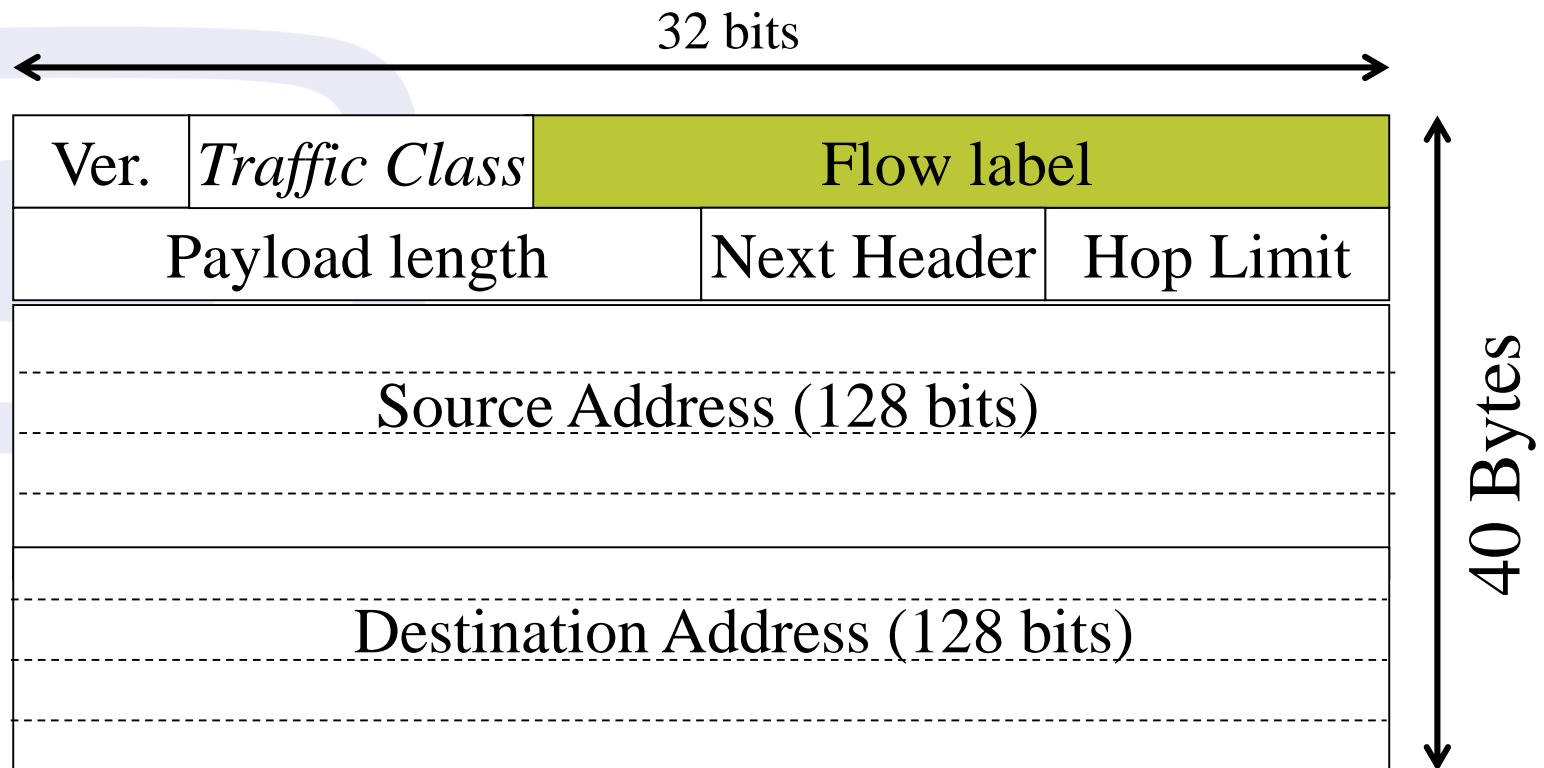 32 bits
Ver. Traffic Class Flow label
Payload length Next Header Hop Limit
Source Address (128 bits)
Destination Address (128 bits)
40 Bytes